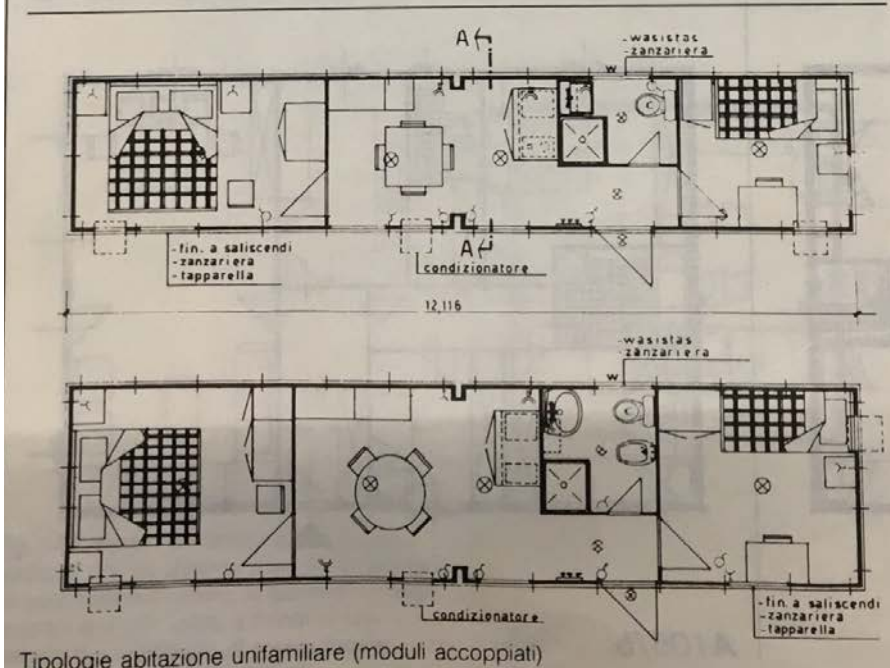 A
-wasistas
-zanzariera
w
A
-fin. a saliscendi
-zanzariera
-tapparella
condizionatore
12,116
-wasistas
-zanzariera
w
condizionatore
-fin. a saliscendi
-zanzariera
-tapparella
Tipologie abitazione unifamiliare (moduli accoppiati)